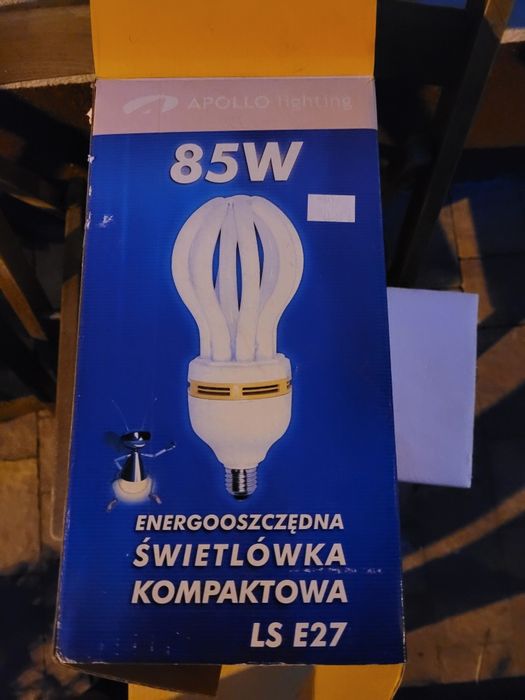 APOLLO lighting
85W
ENERGOOSZCZĘDNA
ŚWIETLÓWKA
KOMPAKTOWA
LS E27